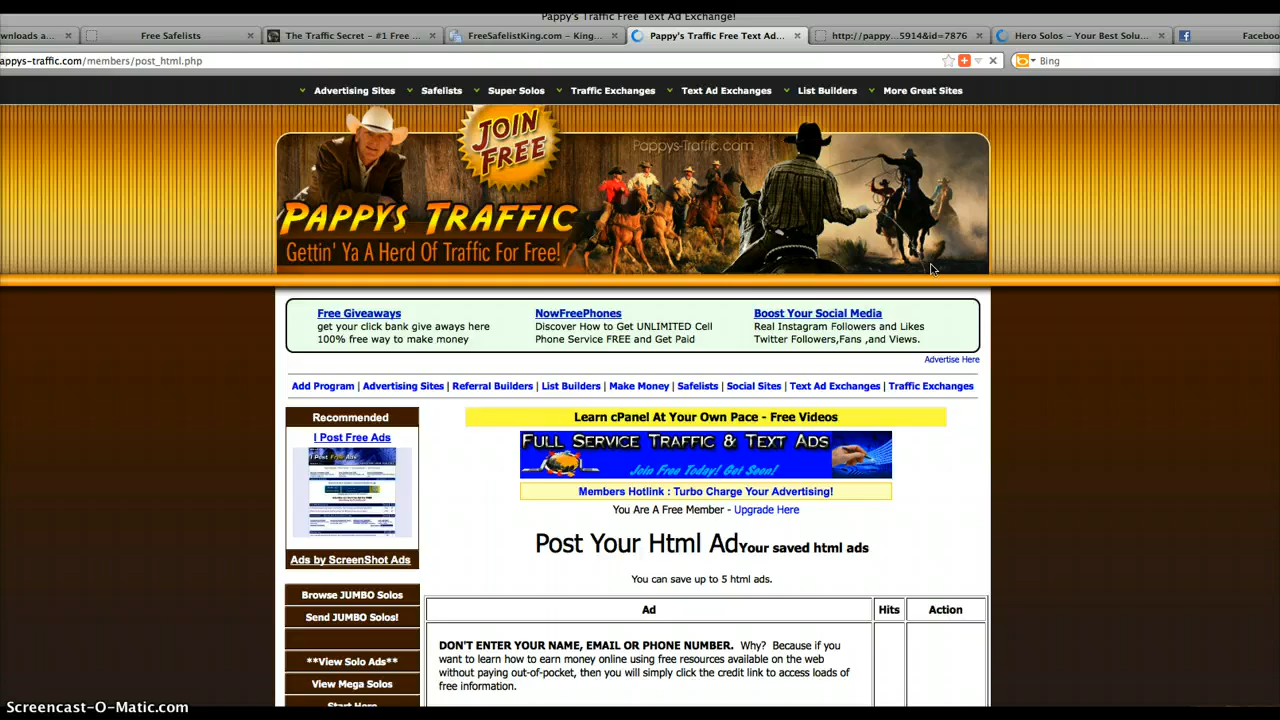 Pappy's Traffic Free Text Ad Exchange!
wnloads a...
Free Safelists
The Traffic Secret - #1 Free ...
FreeSafelistKing.com - King...
Pappy's Traffic Free Text Ad...
http://pappy...5914&id=7876
Hero Solos - Your Best Solu...
Facebo
appys-traffic.com/members/post_html.php
Bing
Advertising Sites
Safelists
Super Solos
Traffic Exchanges
Text Ad Exchanges
List Builders
More Great Sites
JOIN
FREE
Pappys-Traffic.com
PAPPYS TRAFFIC
Gettin' Ya A Herd Of Traffic For Free!
Free Giveaways
get your click bank give aways here
100% free way to make money
NowFreePhones
Discover How to Get UNLIMITED Cell
Phone Service FREE and Get Paid
Boost Your Social Media
Real Instagram Followers and Likes
Twitter Followers,Fans ,and Views.
Advertise Here
Add Program | Advertising Sites | Referral Builders | List Builders | Make Money | Safelists | Social Sites | Text Ad Exchanges | Traffic Exchanges
Recommended
I Post Free Ads
Ads by ScreenShot Ads
Browse JUMBO Solos
Send JUMBO Solos!
**View Solo Ads**
View Mega Solos
Start Here
Learn cPanel At Your Own Pace - Free Videos
FULL SERVICE TRAFFIC & TEXT ADS
Join Free Today! Get Seen!
Members Hotlink : Turbo Charge Your Advertising!
You Are A Free Member - Upgrade Here
Post Your Html AdYour saved html ads
You can save up to 5 html ads.
Ad
Hits
Action
DON'T ENTER YOUR NAME, EMAIL OR PHONE NUMBER. Why? Because if you
want to learn how to earn money online using free resources available on the web
without paying out-of-pocket, then you will simply click the credit link to access loads of
free information.
Screencast-O-Matic.com